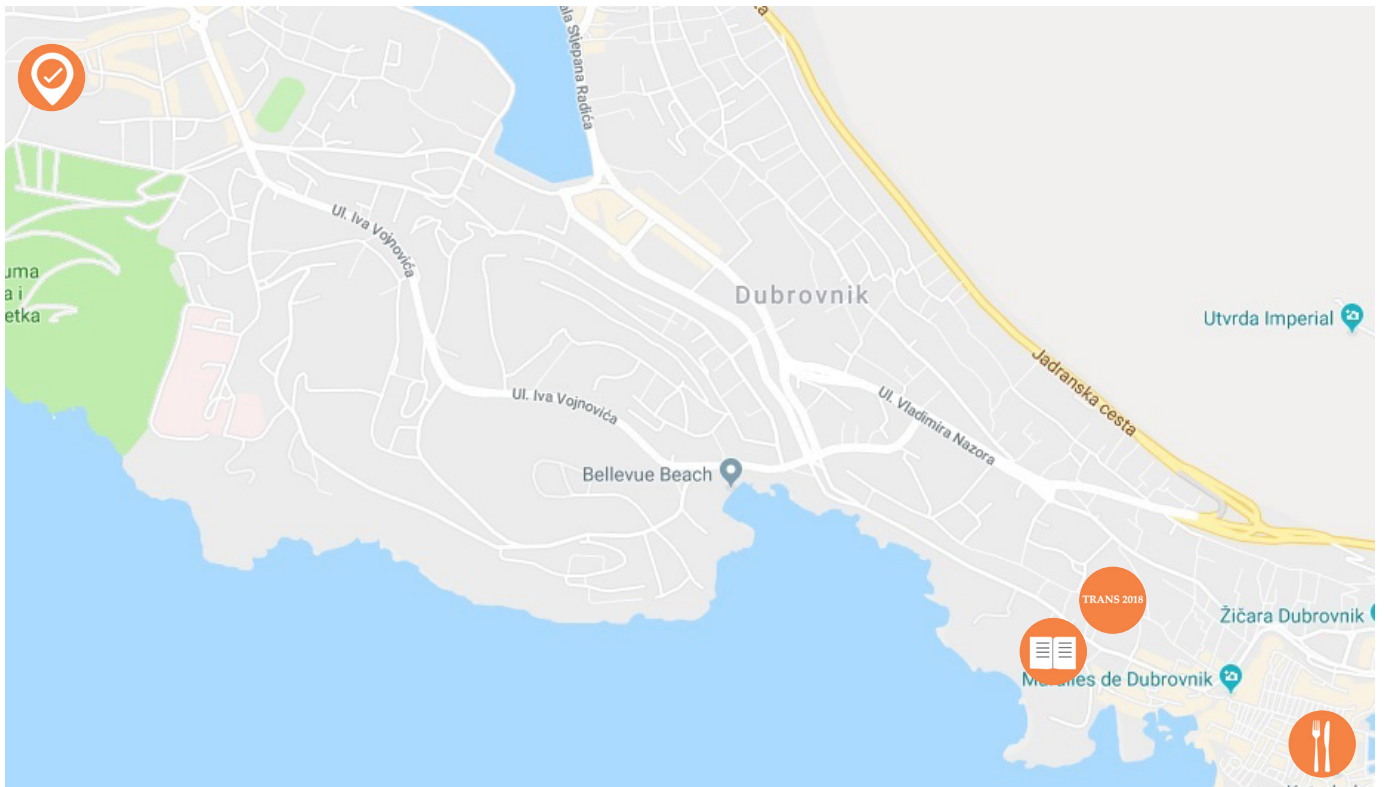 ala Stjepana Radića
Ul. Iva Vojnovića
uma
a i
etka
Dubrovnik
Utvrda Imperial
Jadranska cesta
Ul. Iva Vojnovića
Ul. Vladimira Nazora
Bellevue Beach
TRANS 2018
Žičara Dubrovnik
de Dubrovnik